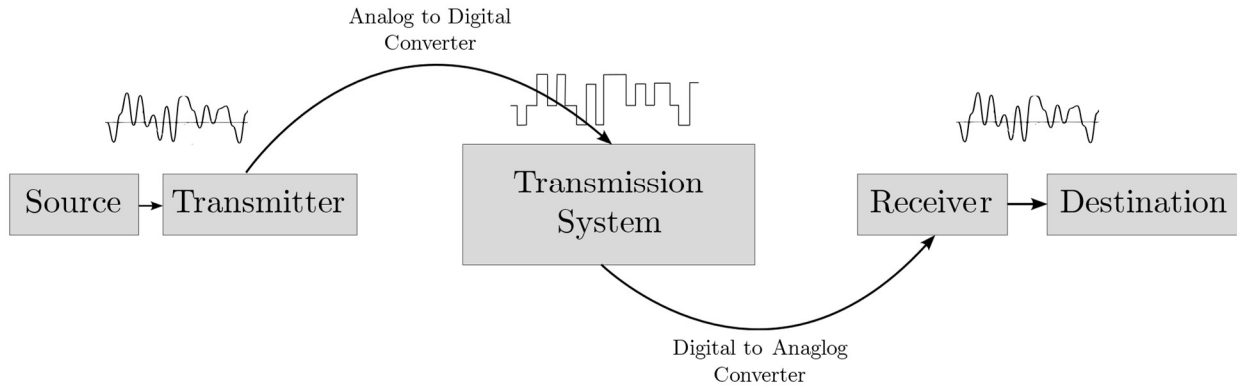 Analog to Digital
Converter
Source
Transmitter
Transmission
System
Receiver
Destination
Digital to Anaglog
Converter